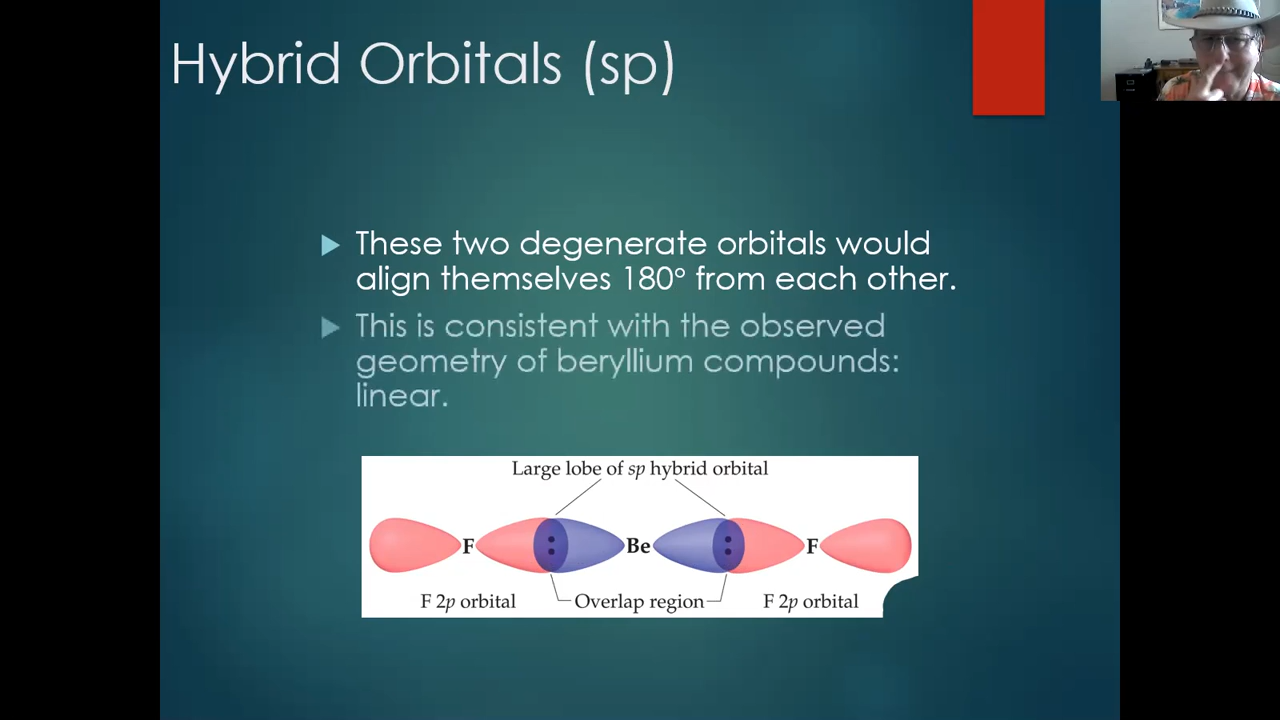 Hybrid Orbitals (sp)
These two degenerate orbitals would
align themselves 180° from each other.
This is consistent with the observed
geometry of beryllium compounds:
linear.
Large lobe of sp hybrid orbital
F Be F
F 2p orbital Overlap region F 2p orbital